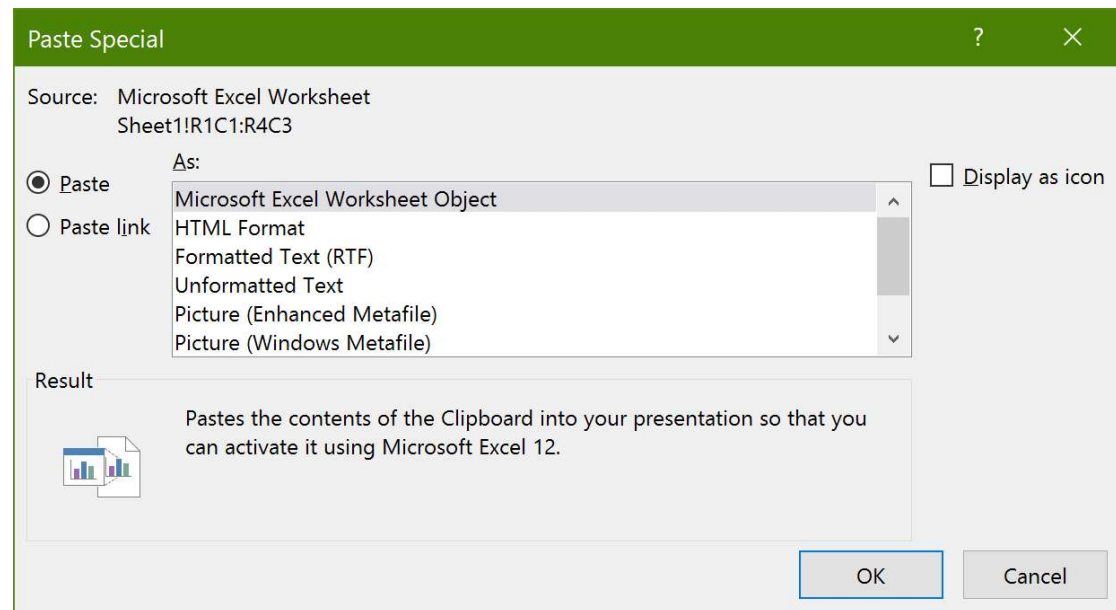 Paste Special ?
Source: Microsoft Excel Worksheet
Sheet1!R1C1:R4C3
As:
Paste
Paste link
Microsoft Excel Worksheet Object
HTML Format
Formatted Text (RTF)
Unformatted Text
Picture (Enhanced Metafile)
Picture (Windows Metafile)
Display as icon
Result
Pastes the contents of the Clipboard into your presentation so that you
can activate it using Microsoft Excel 12.
OK Cancel